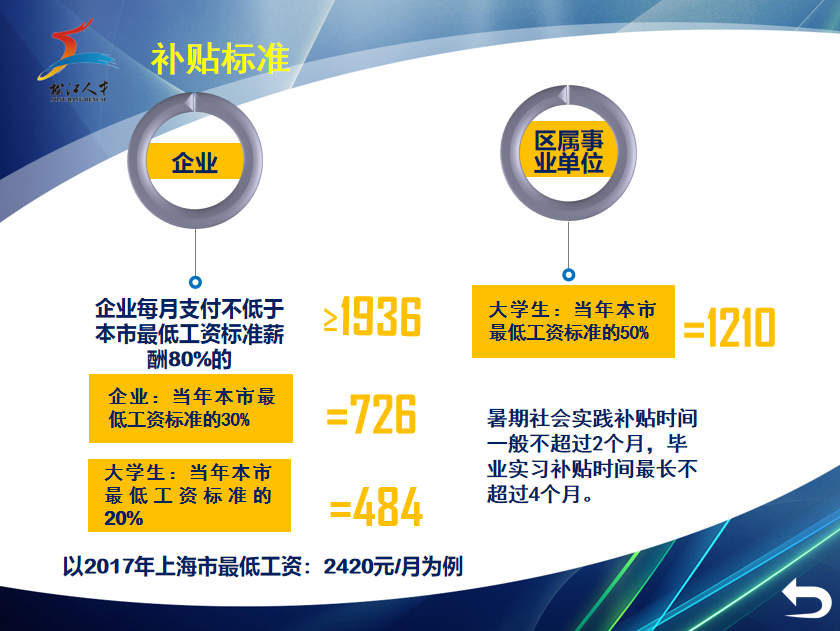 松江人才
补贴标准
企业
企业每月支付不低于
本市最低工资标准薪
酬80%的
≥1936
企业：当年本市最
低工资标准的30%
=726
大学生：当年本市
最低工资标准的
20%
=484
区属事
业单位
大学生：当年本市
最低工资标准的50%
=1210
暑期社会实践补贴时间
一般不超过2个月，毕
业实习补贴时间最长不
超过4个月。
以2017年上海市最低工资：2420元/月为例